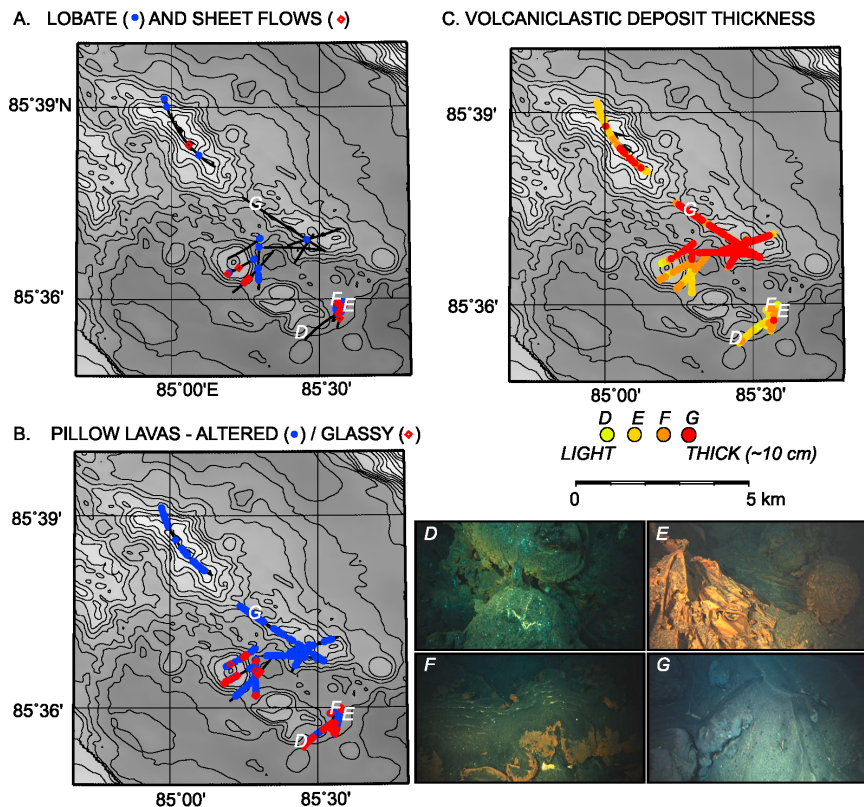 A. LOBATE (•) AND SHEET FLOWS (⋄)
85°39'N
85°36'
85°00'E
85°30'
G
F
E
D
C. VOLCANICLASTIC DEPOSIT THICKNESS
85°39'
85°36'
85°00'
85°30'
G
F
E
D
D E F G
LIGHT THICK (~10 cm)
0 5 km
B. PILLOW LAVAS - ALTERED (•) / GLASSY (⋄)
85°39'
85°36'
85°00'
85°30'
G
F
E
D
D
E
F
G